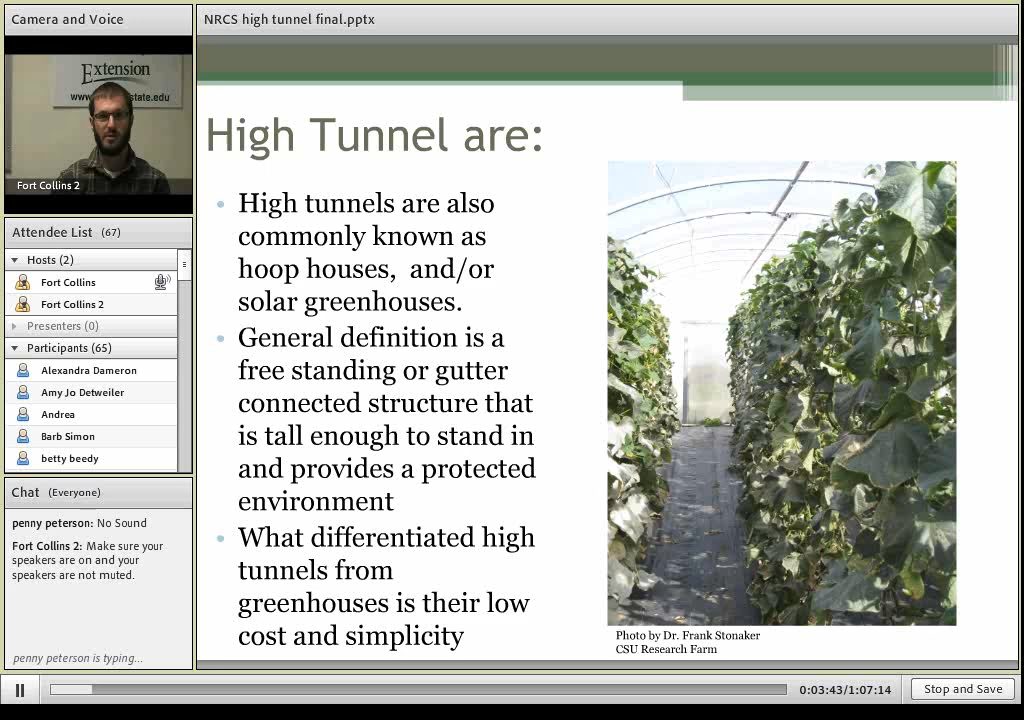 Camera and Voice
Extension
www.
state.edu
Fort Collins 2
Attendee List (67)
Hosts (2)
Fort Collins
Fort Collins 2
Presenters (0)
Participants (65)
Alexandra Dameron
Amy Jo Detweiler
Andrea
Barb Simon
betty beedy
Chat (Everyone)
penny peterson: No Sound
Fort Collins 2: Make sure your
speakers are on and your
speakers are not muted.
penny peterson is typing...
NRCS high tunnel final.pptx
High Tunnel are:
• High tunnels are also
commonly known as
hoop houses, and/or
solar greenhouses.
• General definition is a
free standing or gutter
connected structure that
is tall enough to stand in
and provides a protected
environment
• What differentiated high
tunnels from
greenhouses is their low
cost and simplicity
Photo by Dr. Frank Stonaker
CSU Research Farm
0:03:43/1:07:14
Stop and Save